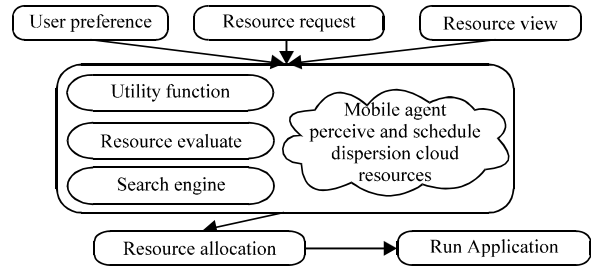 User preference
Resource request
Resource view
Utility function
Resource evaluate
Search engine
Mobile agent
perceive and schedule
dispersion cloud
resources
Resource allocation
Run Application